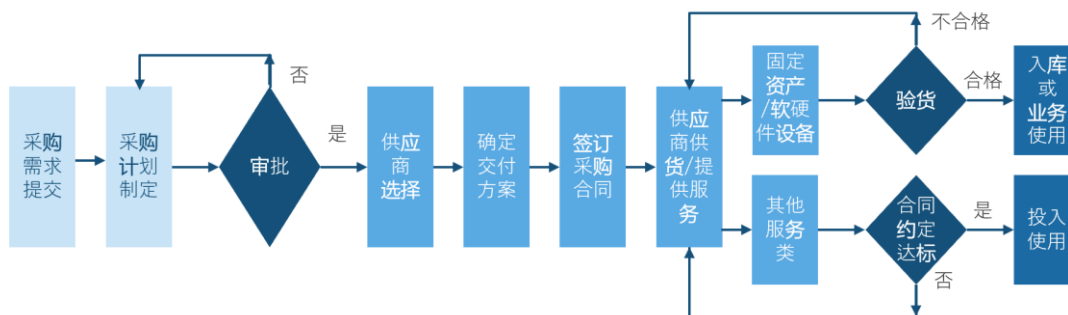 采购
需求
提交
采购
计划
制定
否
审批
是
供应
商
选择
确定
交付
方案
签订
采购
合同
供应
商供
货/提
供服
务
不合格
固定
资产
/软硬
件设备
验货
合格
入库
或
业务
使用
其他
服务
类
合同
约定
达标
是
否
投入
使用